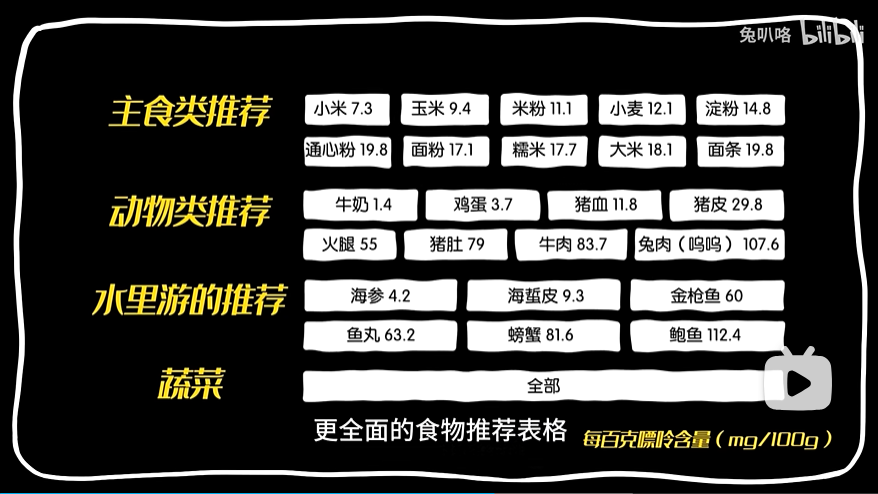 兔叭咯 bilibili
主食类推荐
小米 7.3 玉米 9.4 米粉 11.1 小麦 12.1 淀粉 14.8
通心粉 19.8 面粉 17.1 糯米 17.7 大米 18.1 面条 19.8
动物类推荐
牛奶 1.4 鸡蛋 3.7 猪血 11.8 猪皮 29.8
火腿 55 猪肚 79 牛肉 83.7 兔肉（呜呜）107.6
水里游的推荐
海参 4.2 海蜇皮 9.3 金枪鱼 60
鱼丸 63.2 螃蟹 81.6 鲍鱼 112.4
蔬菜
全部
更全面的食物推荐表格
每百克嘌呤含量（mg/100g）